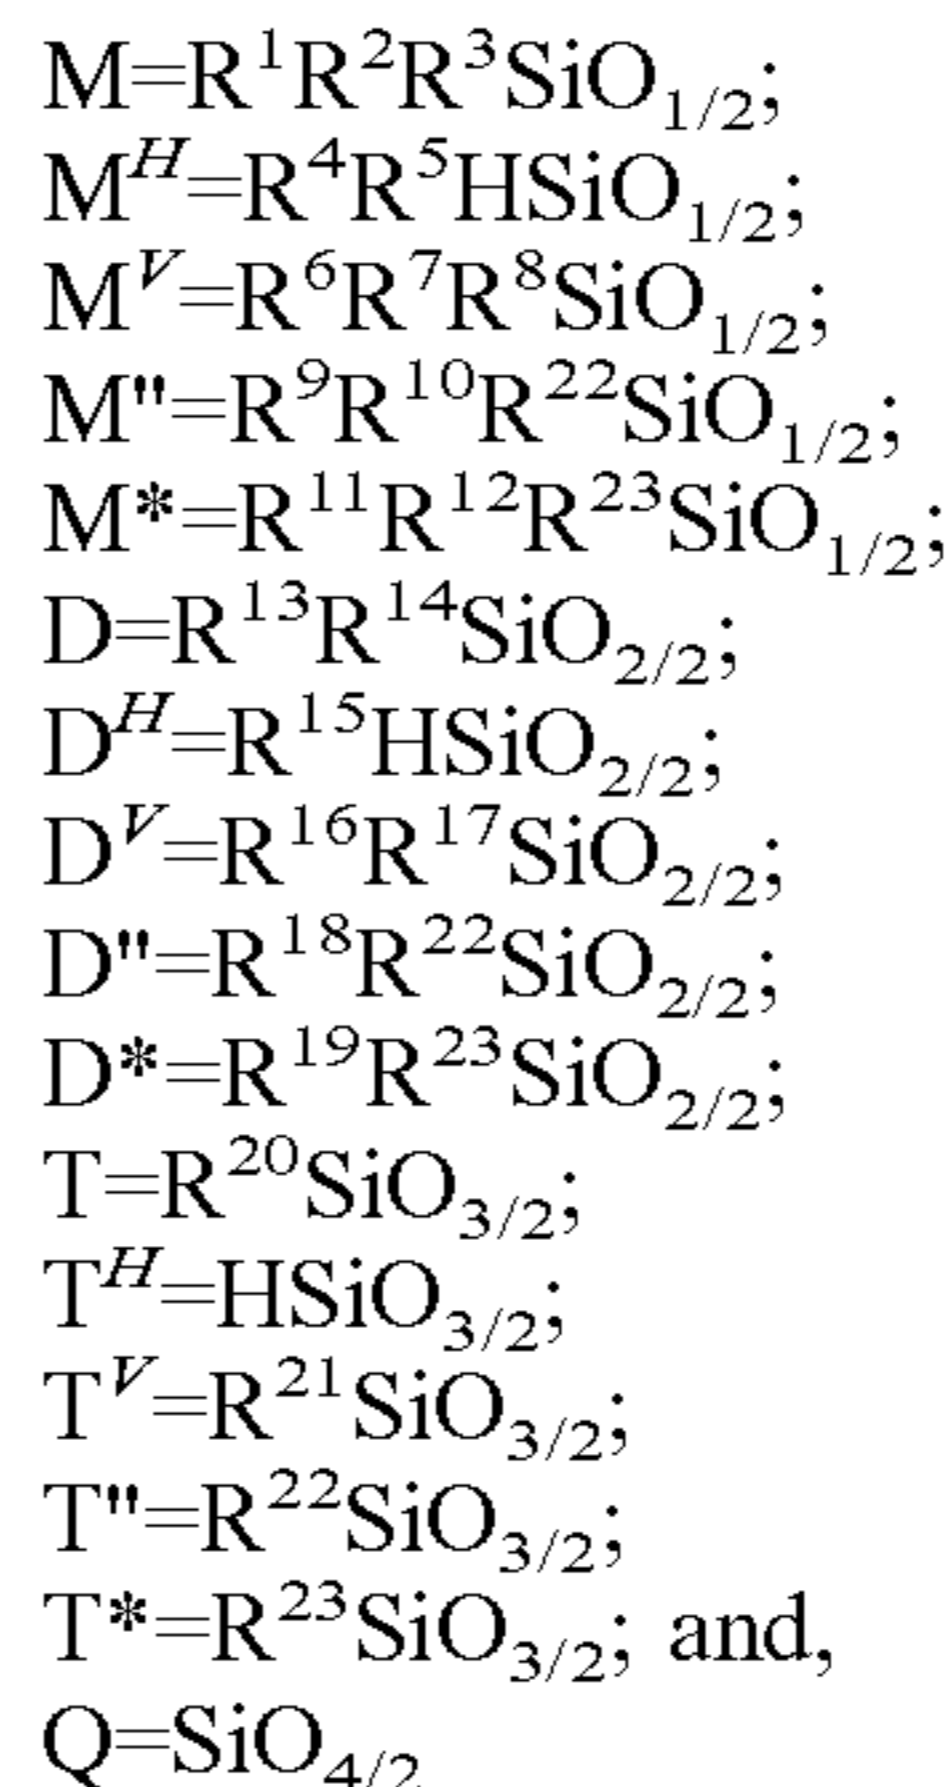 M=R¹R²R³SiO₁/₂;
Mᴴ=R⁴R⁵HSiO₁/₂;
Mⱽ=R⁶R⁷R⁸SiO₁/₂;
M"=R⁹R¹⁰R²²SiO₁/₂;
M*=R¹¹R¹²R²³SiO₁/₂;
D=R¹³R¹⁴SiO₂/₂;
Dᴴ=R¹⁵HSiO₂/₂;
Dⱽ=R¹⁶R¹⁷SiO₂/₂;
D"=R¹⁸R²²SiO₂/₂;
D*=R¹⁹R²³SiO₂/₂;
T=R²⁰SiO₃/₂;
Tᴴ=HSiO₃/₂;
Tⱽ=R²¹SiO₃/₂;
T"=R²²SiO₃/₂;
T*=R²³SiO₃/₂; and,
Q=SiO₄/₂